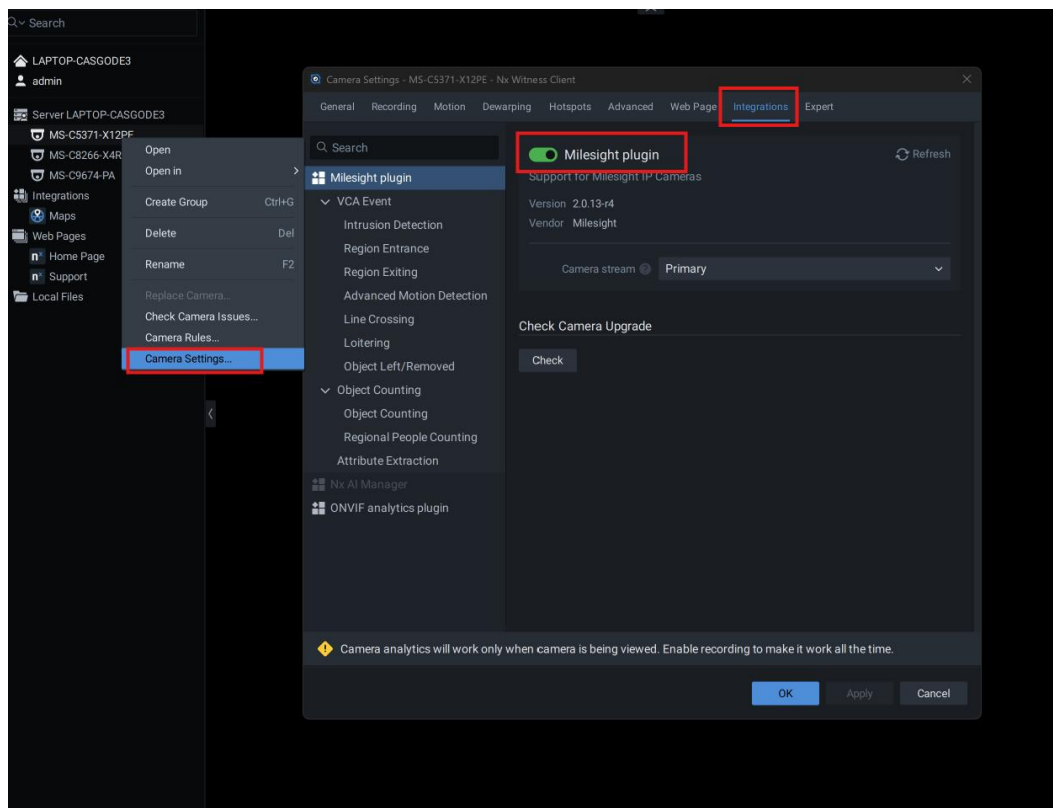 Search
LAPTOP-CASGODE3
admin
Server LAPTOP-CASGODE3
MS-C5371-X12PE
MS-C8266-X4R
MS-C9674-PA
Integrations
Maps
Web Pages
Home Page
Support
Local Files
Open
Open in
Create Group Ctrl+G
Delete Del
Rename F2
Replace Camera...
Check Camera Issues...
Camera Rules...
Camera Settings...
Camera Settings - MS-C5371-X12PE - Nx Witness Client
General Recording Motion Dewarping Hotspots Advanced Web Page Integrations Expert
Search
Milesight plugin
VCA Event
Intrusion Detection
Region Entrance
Region Exiting
Advanced Motion Detection
Line Crossing
Loitering
Object Left/Removed
Object Counting
Object Counting
Regional People Counting
Attribute Extraction
Nx AI Manager
ONVIF analytics plugin
Milesight plugin
Refresh
Support for Milesight IP Cameras
Version 2.0.13-r4
Vendor Milesight
Camera stream Primary
Check Camera Upgrade
Check
Camera analytics will work only when camera is being viewed. Enable recording to make it work all the time.
OK Apply Cancel